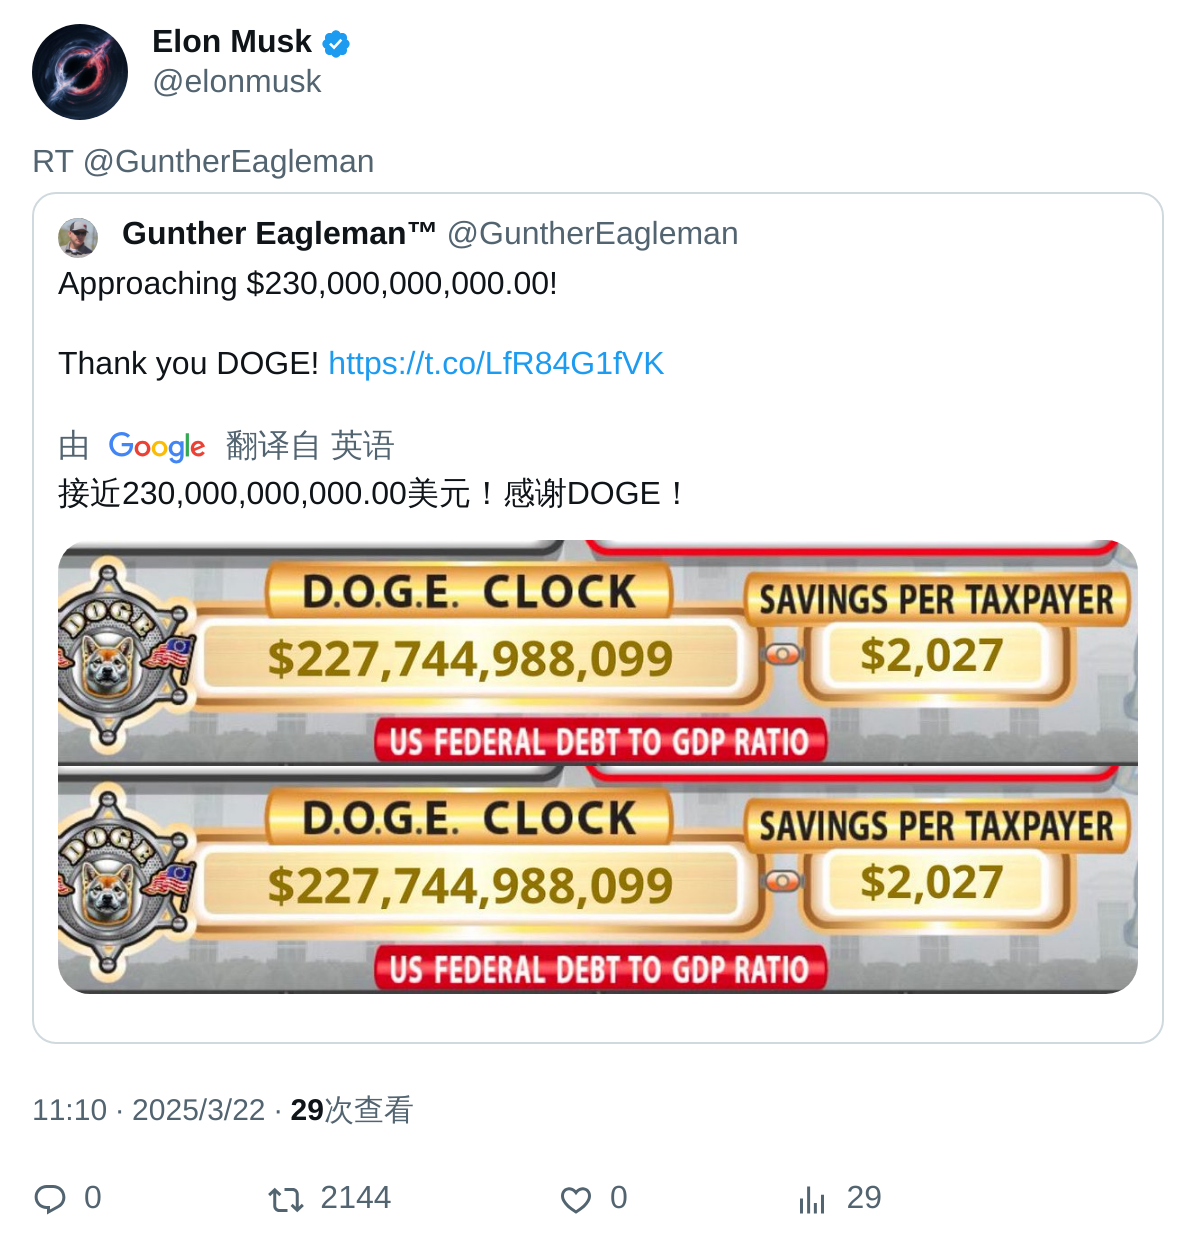 Elon Musk
@elonmusk
RT @GuntherEagleman
Gunther Eagleman™ @GuntherEagleman
Approaching $230,000,000,000.00!
Thank you DOGE! https://t.co/LfR84G1fVK
由 Google 翻译自 英语
接近230,000,000,000.00美元！感谢DOGE！
DOGE
D.O.G.E. CLOCK
SAVINGS PER TAXPAYER
$227,744,988,099
$2,027
US FEDERAL DEBT TO GDP RATIO
DOGE
D.O.G.E. CLOCK
SAVINGS PER TAXPAYER
$227,744,988,099
$2,027
US FEDERAL DEBT TO GDP RATIO
11:10 · 2025/3/22 · 29次查看
0 2144 0 29